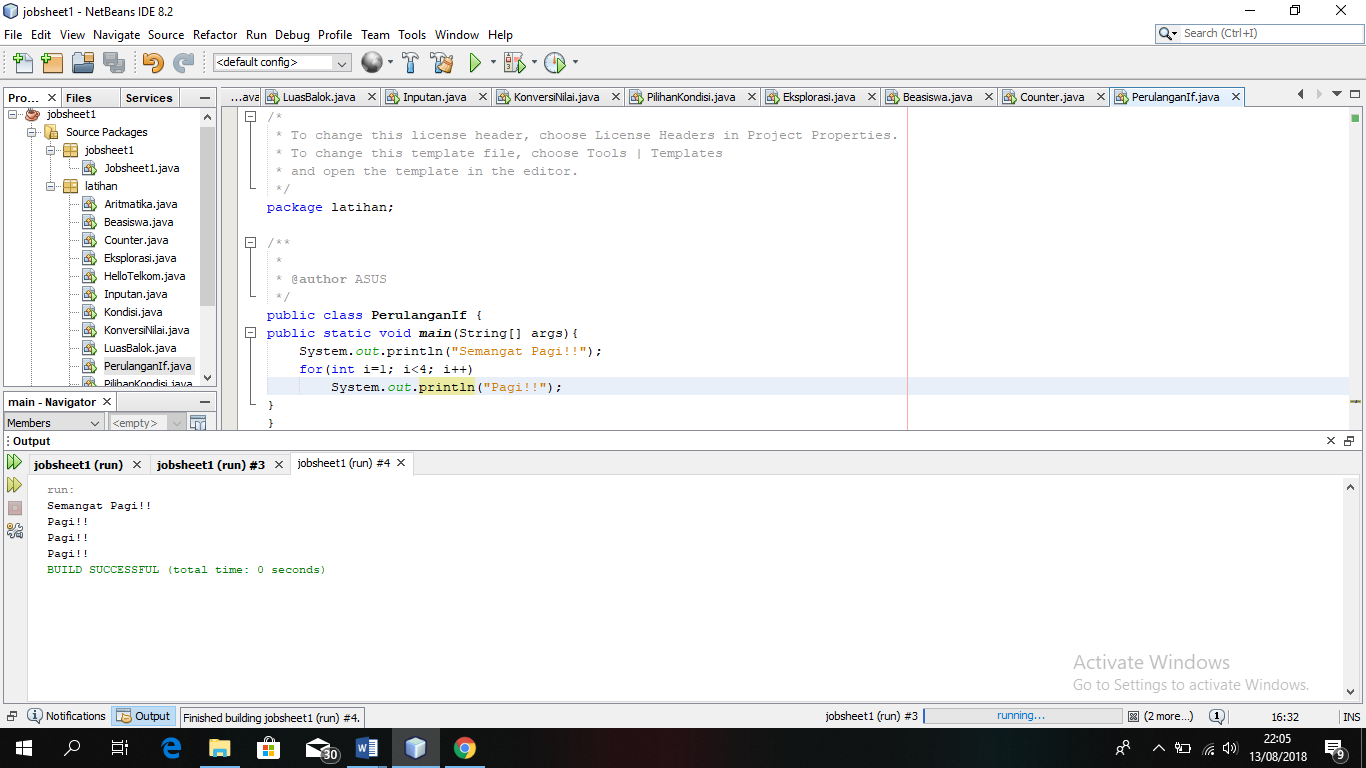 jobsheet1 - NetBeans IDE 8.2
File Edit View Navigate Source Refactor Run Debug Profile Team Tools Window Help
Search (Ctrl+I)
<default config>
Pro... Files Services
...ava LuasBalok.java Inputan.java KonversiNilai.java PilihanKondisi.java Eksplorasi.java Beasiswa.java Counter.java PerulanganIf.java
jobsheet1
Source Packages
jobsheet1
Jobsheet1.java
latihan
Aritmatika.java
Beasiswa.java
Counter.java
Eksplorasi.java
HelloTelkom.java
Inputan.java
Kondisi.java
KonversiNilai.java
LuasBalok.java
PerulanganIf.java
PilihanKondisi.java
main - Navigator
Members <empty>
/*
* To change this license header, choose License Headers in Project Properties.
* To change this template file, choose Tools | Templates
* and open the template in the editor.
*/
package latihan;
/**
*
* @author ASUS
*/
public class PerulanganIf {
public static void main(String[] args){
System.out.println("Semangat Pagi!!");
for(int i=1; i<4; i++)
System.out.println("Pagi!!");
}
}
Output
jobsheet1 (run) jobsheet1 (run) #3 jobsheet1 (run) #4
run:
Semangat Pagi!!
Pagi!!
Pagi!!
Pagi!!
BUILD SUCCESSFUL (total time: 0 seconds)
Activate Windows
Go to Settings to activate Windows.
Notifications Output Finished building jobsheet1 (run) #4. jobsheet1 (run) #3 running... (2 more...) 1 16:32 INS
30
22:05
13/08/2018
9